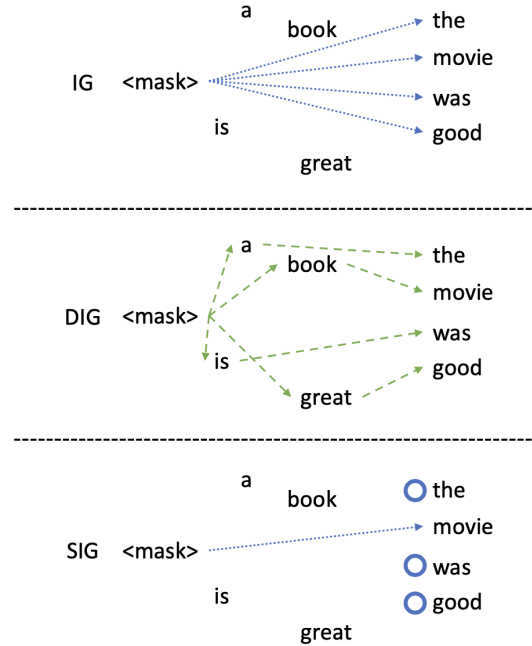 a
book
the
movie
IG <mask>
was
is
good
great
a
the
book
movie
DIG <mask>
was
is
good
great
a
the
book
movie
SIG <mask>
was
is
good
great